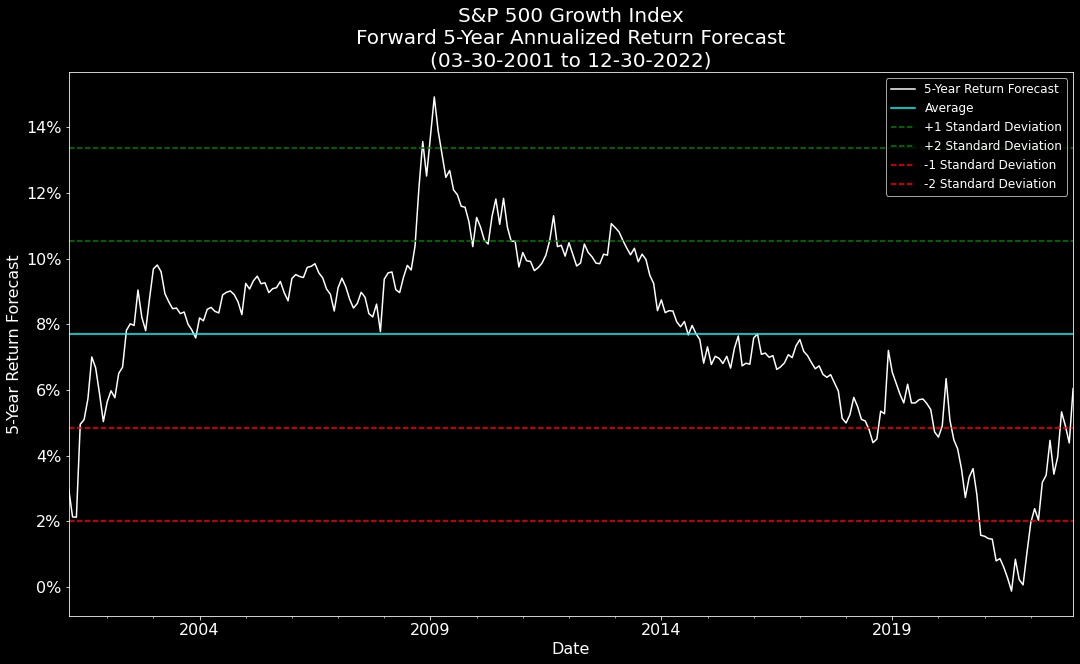 S&P 500 Growth Index
Forward 5-Year Annualized Return Forecast
(03-30-2001 to 12-30-2022)
5-Year Return Forecast
Average
+1 Standard Deviation
+2 Standard Deviation
-1 Standard Deviation
-2 Standard Deviation
5-Year Return Forecast
14%
12%
10%
8%
6%
4%
2%
0%
2004
2009
2014
2019
Date